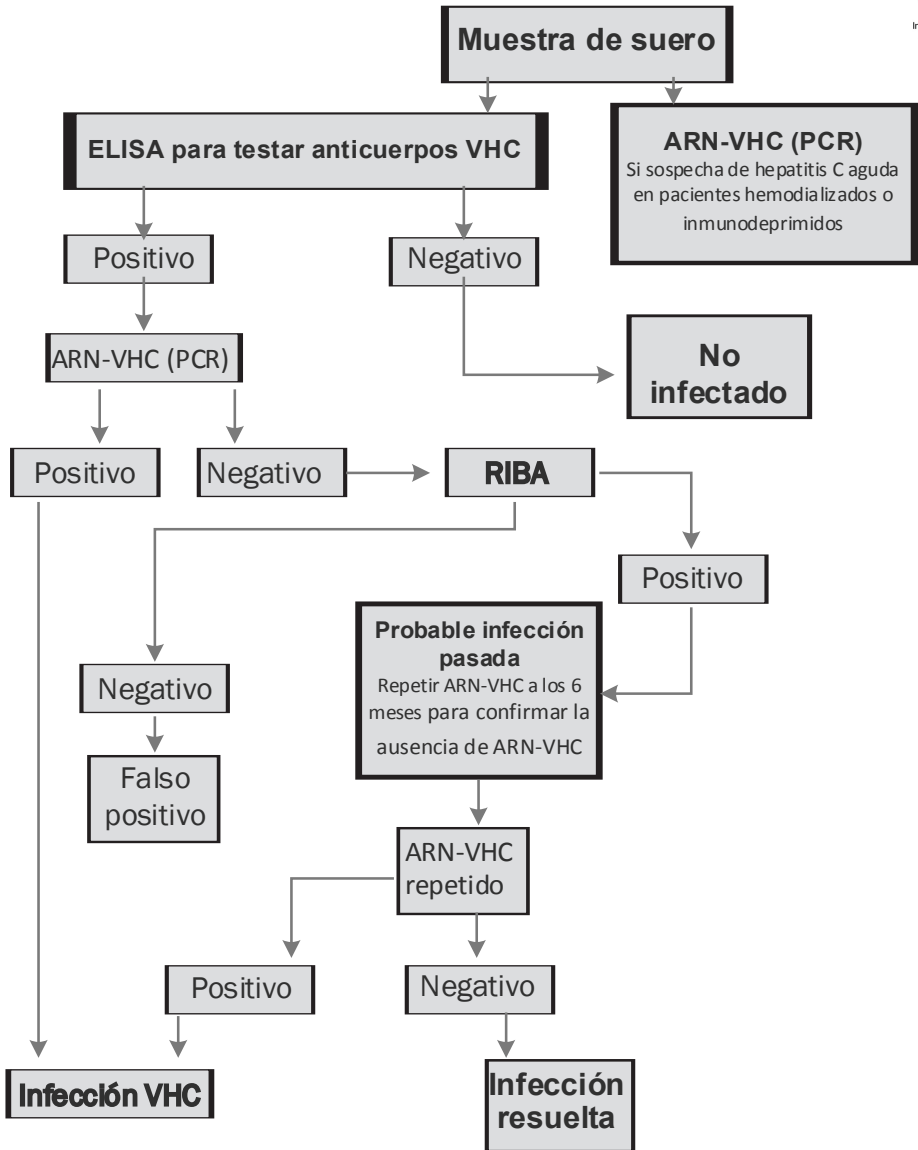 Muestra de suero
ELISA para testar anticuerpos VHC
ARN-VHC (PCR)
Si sospecha de hepatitis C aguda
en pacientes hemodializados o
inmunodeprimidos
Positivo
Negativo
ARN-VHC (PCR)
No
infectado
Positivo
Negativo
RIBA
Positivo
Probable infección
pasada
Repetir ARN-VHC a los 6
meses para confirmar la
ausencia de ARN-VHC
Negativo
Falso
positivo
ARN-VHC
repetido
Positivo
Negativo
Infección VHC
Infección
resuelta